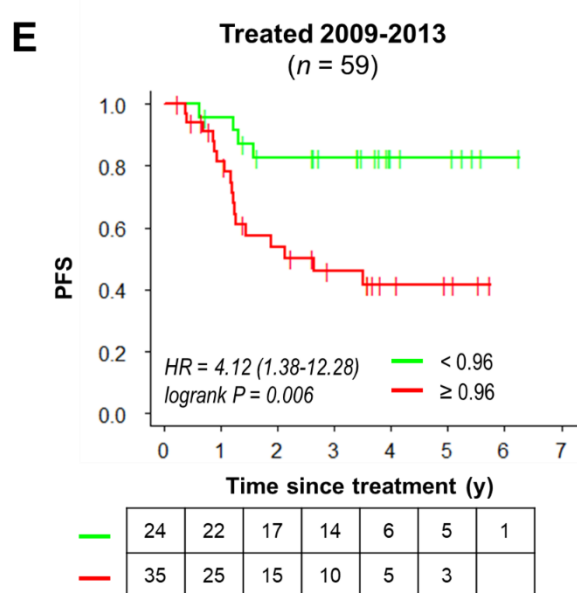 E
Treated 2009-2013
(n = 59)
1.0
0.8
0.6
0.4
0.2
0.0
PFS
HR = 4.12 (1.38-12.28)
logrank P = 0.006
< 0.96
≥ 0.96
0 1 2 3 4 5 6 7
Time since treatment (y)
24 22 17 14 6 5 1
35 25 15 10 5 3